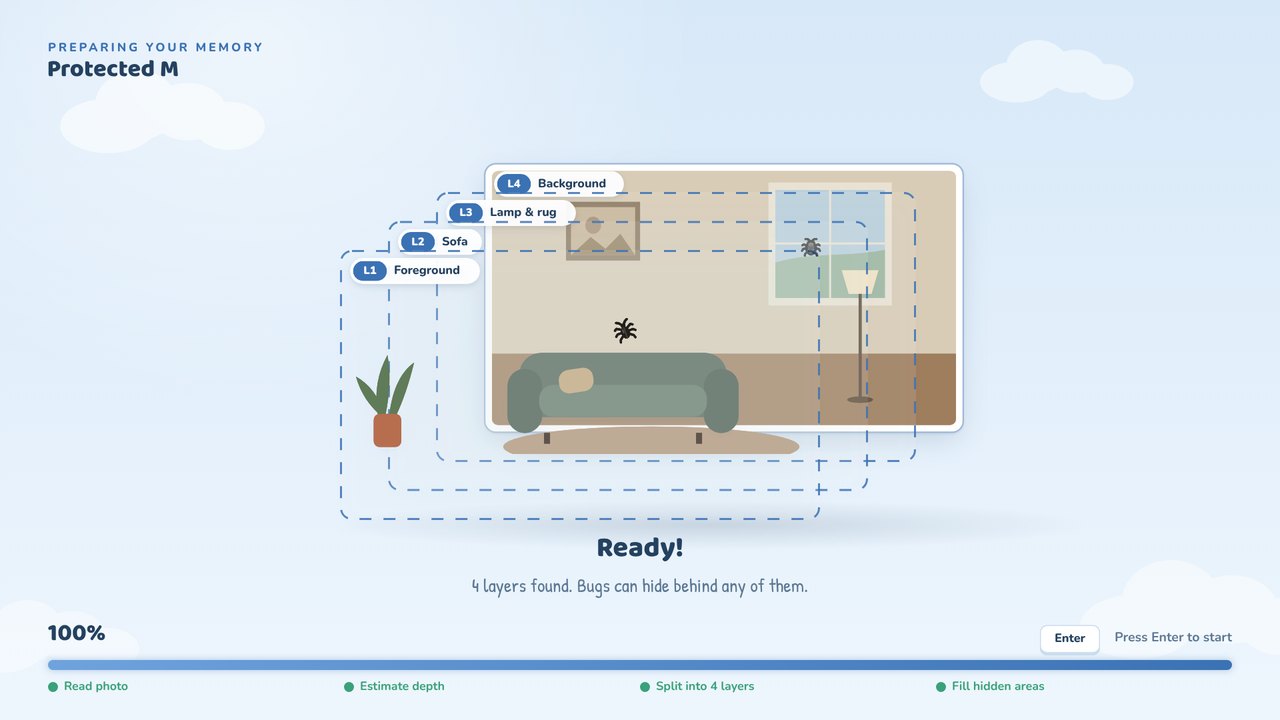 PREPARING YOUR MEMORY
Protected M
L4 Background
L3 Lamp & rug
L2 Sofa
L1 Foreground
Ready!
4 layers found. Bugs can hide behind any of them.
100%
Enter Press Enter to start
Read photo
Estimate depth
Split into 4 layers
Fill hidden areas